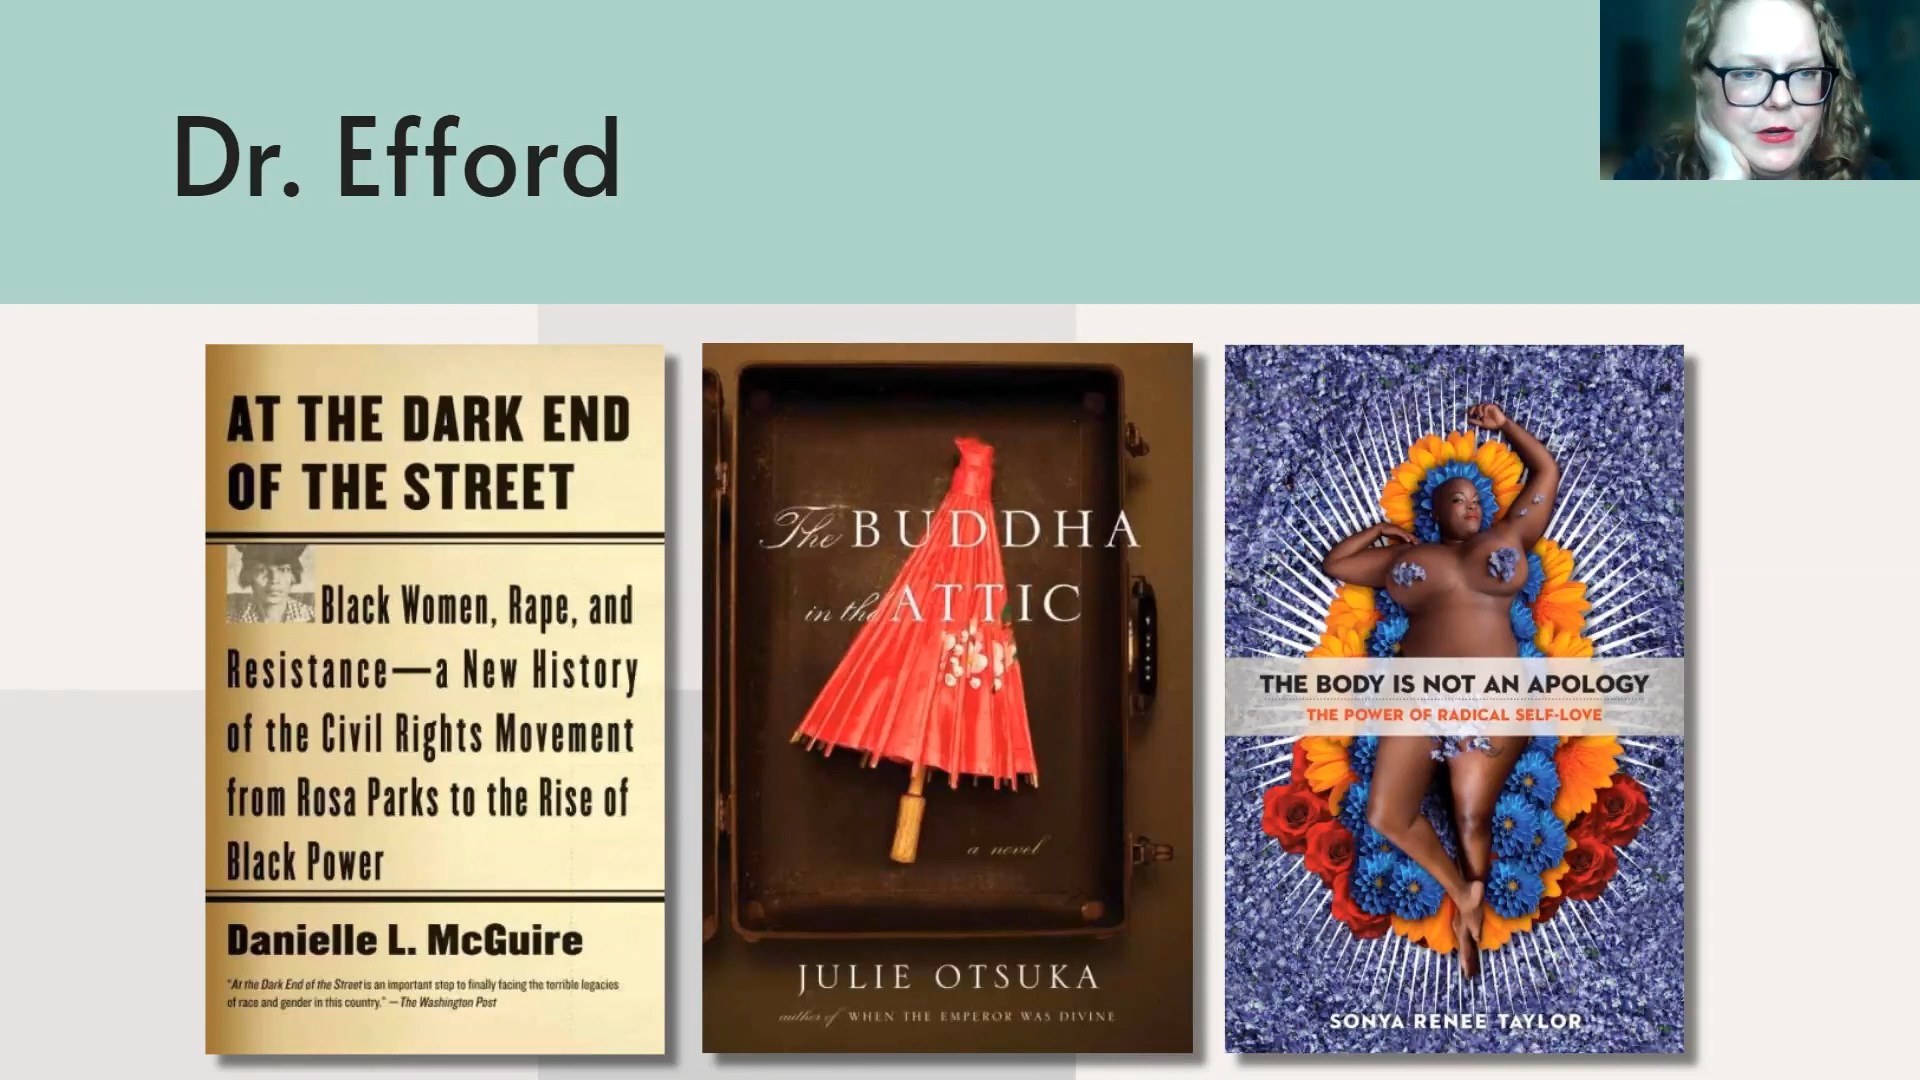 Dr. Efford
AT THE DARK END
OF THE STREET
Black Women, Rape, and
Resistance—a New History
of the Civil Rights Movement
from Rosa Parks to the Rise of
Black Power
Danielle L. McGuire
"At the Dark End of the Street is an important step to finally facing the terrible legacies
of race and gender in this country." —The Washington Post
The BUDDHA
in the ATTIC
a novel
JULIE OTSUKA
author of WHEN THE EMPEROR WAS DIVINE
THE BODY IS NOT AN APOLOGY
THE POWER OF RADICAL SELF-LOVE
SONYA RENEE TAYLOR